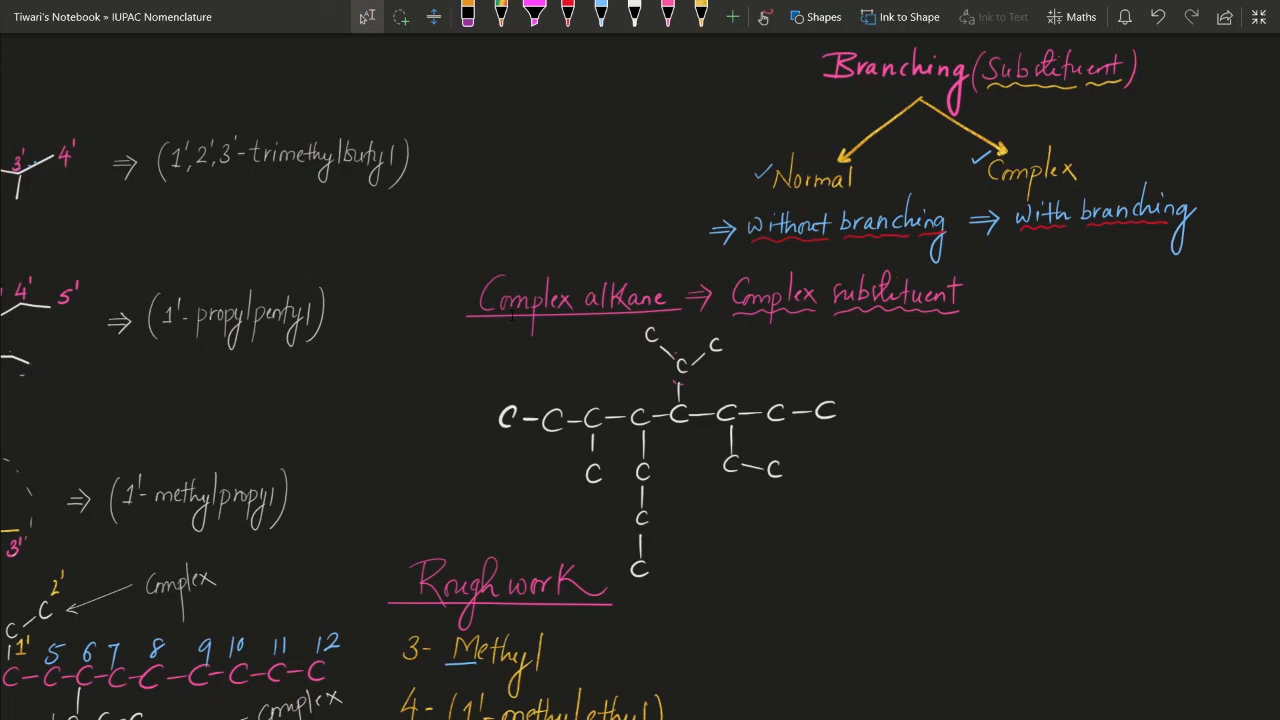 Tiwari's Notebook » IUPAC Nomenclature
Shapes
Ink to Shape
Ink to Text
Maths
Branching (Substituent)
Normal
Complex
⇒ without branching
⇒ with branching
3' 4'
⇒ (1',2',3'-trimethylbutyl)
4' 5'
⇒ (1'-propylpentyl)
⇒ (1'-methylpropyl)
3'
Complex alkane ⇒ Complex substituent
C C
C
C-C-C-C-C-C-C-C
C C C-C
C
C
Rough work
3- Methyl
4- (1'-methylethyl)
2'
C
Complex
C
1' 5 6 7 8 9 10 11 12
C-C-C-C-C-C-C-C-C
complex